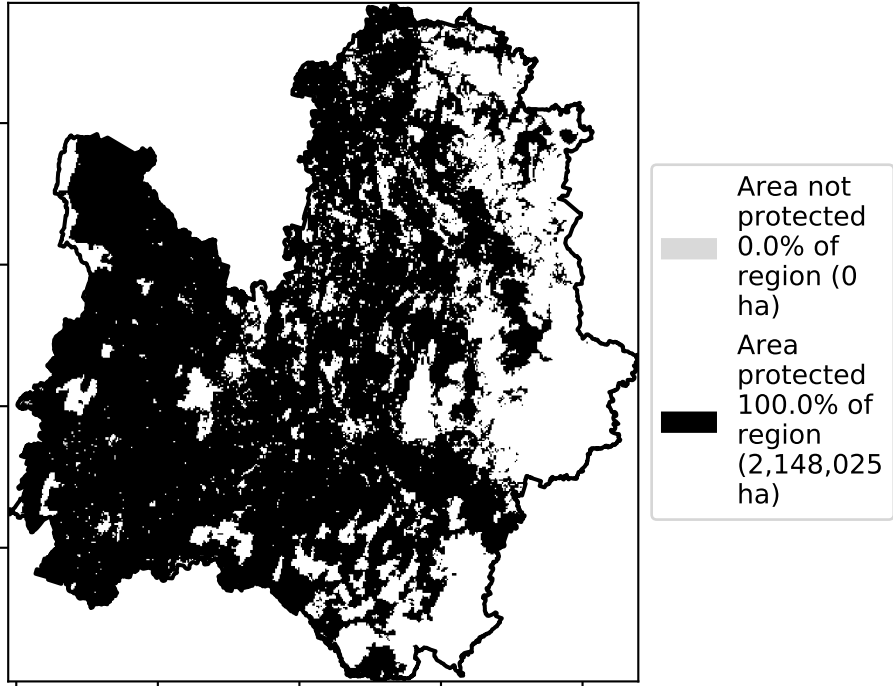 Area not
protected
0.0% of
region (0
ha)
Area
protected
100.0% of
region
(2,148,025
ha)